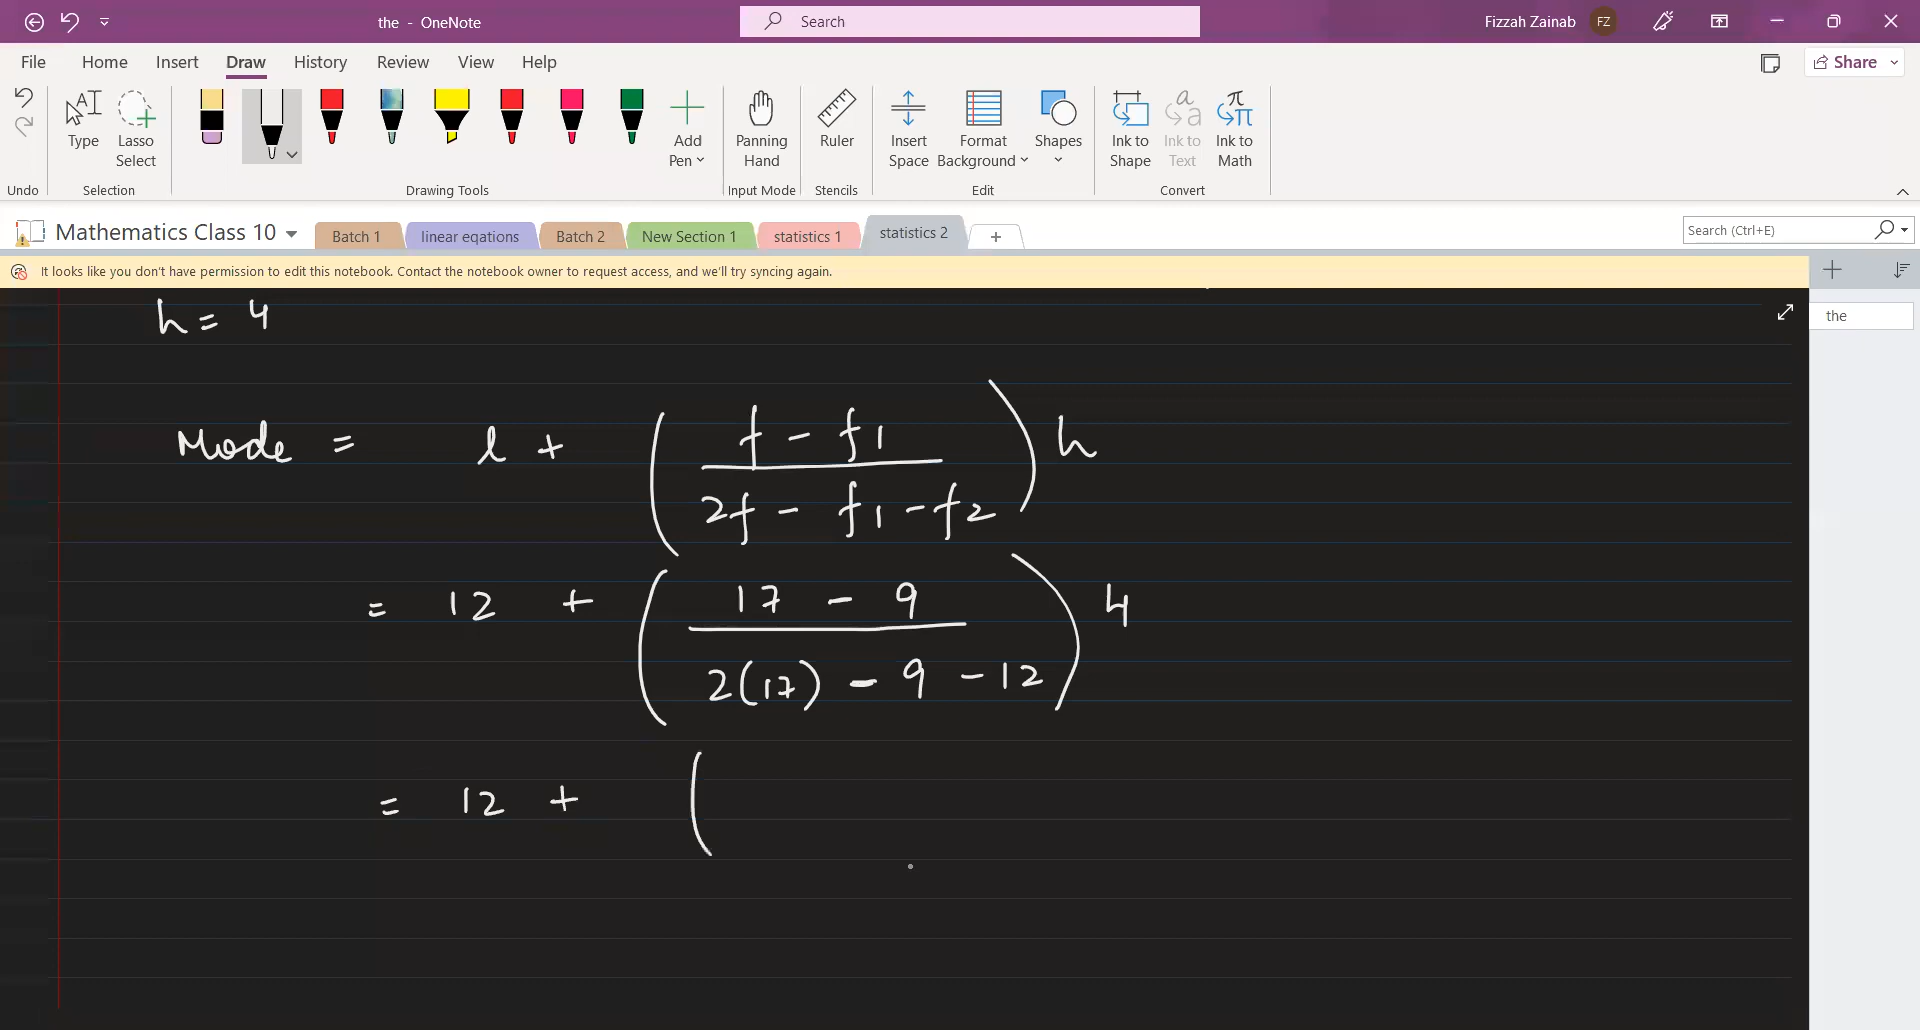 the - OneNote
Search
Fizzah Zainab FZ
File Home Insert Draw History Review View Help
Share
Type
Lasso Select
Add Pen
Panning Hand
Ruler
Insert Space
Format Background
Shapes
Ink to Shape
Ink to Text
Ink to Math
Undo Selection Drawing Tools Input Mode Stencils Edit Convert
Mathematics Class 10 Batch 1 linear eqations Batch 2 New Section 1 statistics 1 statistics 2 +
Search (Ctrl+E)
It looks like you don't have permission to edit this notebook. Contact the notebook owner to request access, and we'll try syncing again.
the
h = 4
Mode = l + ( f - f1 / 2f - f1 - f2 ) h
= 12 + ( 17 - 9 / 2(17) - 9 - 12 ) 4
= 12 + (